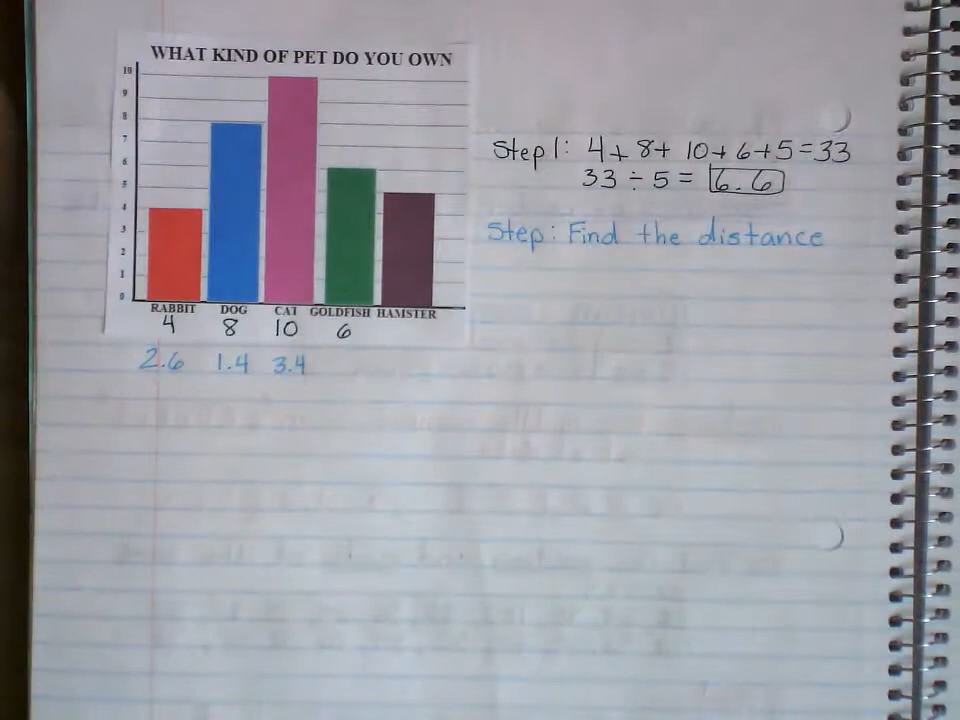 WHAT KIND OF PET DO YOU OWN
10
9
8
7
6
5
4
3
2
1
0
RABBIT DOG CAT GOLDFISH HAMSTER
4 8 10 6
2.6 1.4 3.4
Step 1: 4+ 8+ 10+ 6+5=33
33 ÷ 5 = 6.6
Step: Find the distance